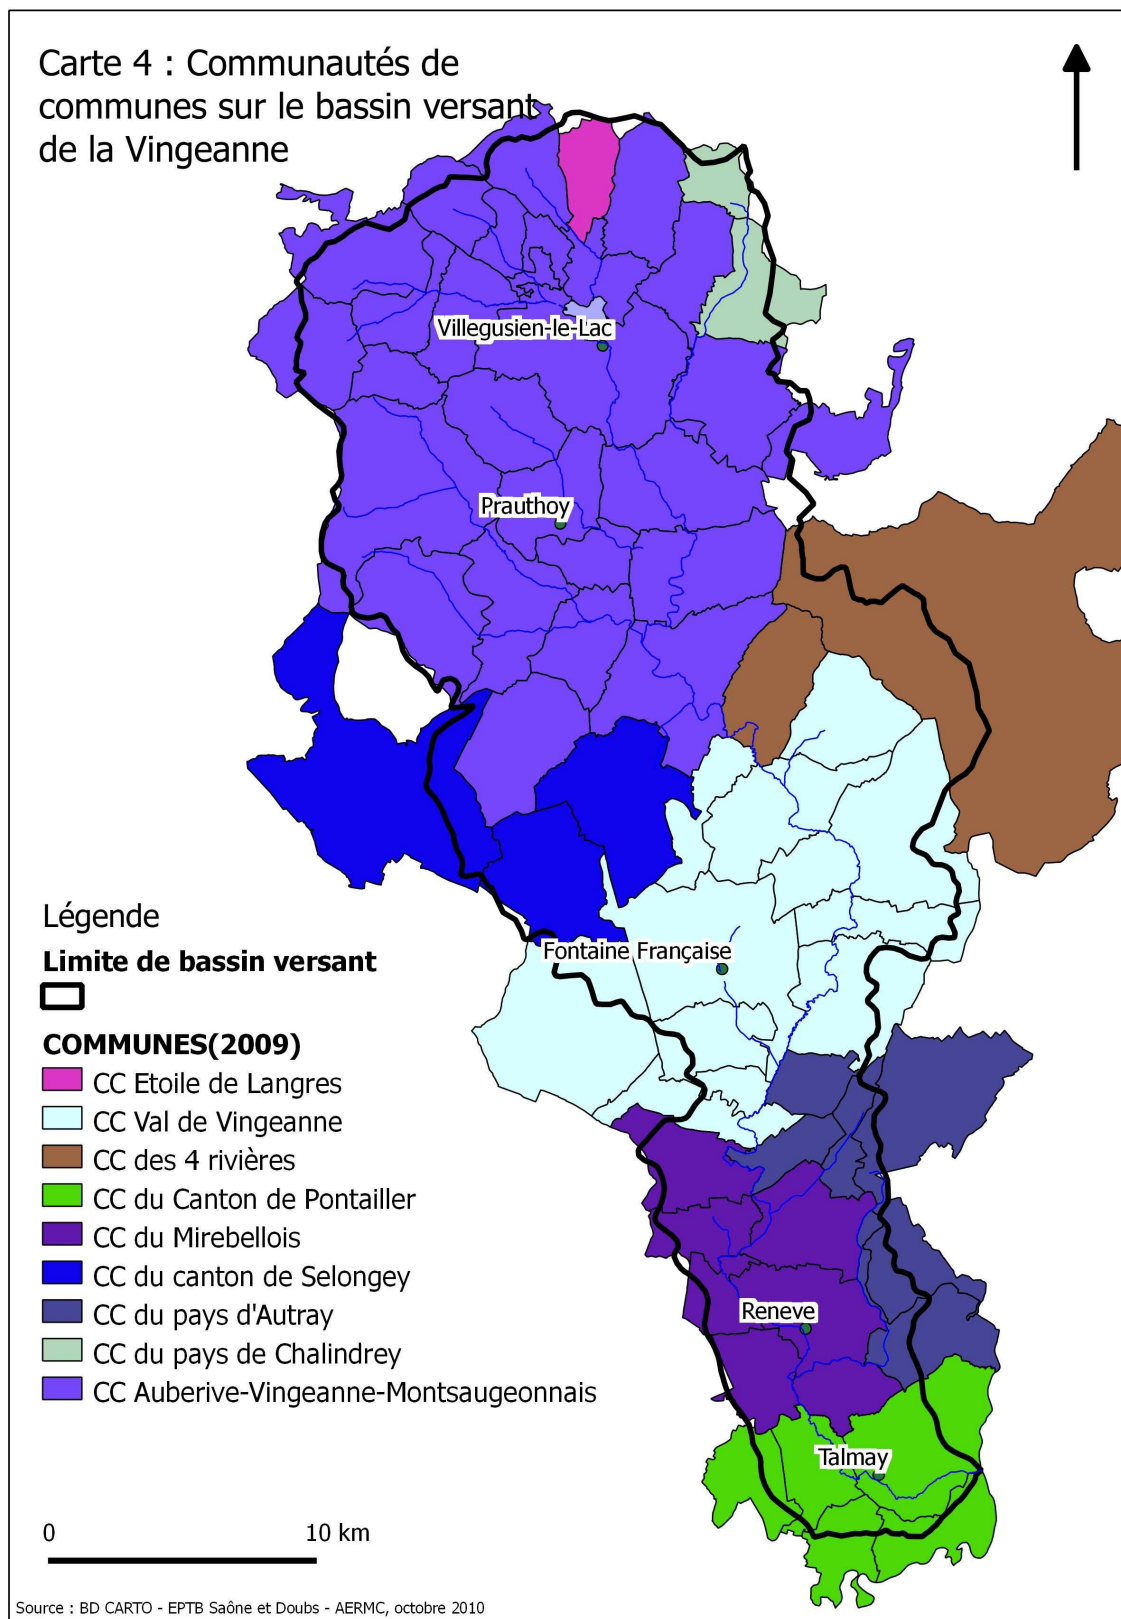 Carte 4 : Communautés de
communes sur le bassin versant
de la Vingeanne
Villegusien-le-Lac
Prauthoy
Fontaine Française
Reneve
Talmay
Légende
Limite de bassin versant
COMMUNES(2009)
CC Etoile de Langres
CC Val de Vingeanne
CC des 4 rivières
CC du Canton de Pontailler
CC du Mirebellois
CC du canton de Selongey
CC du pays d'Autray
CC du pays de Chalindrey
CC Auberive-Vingeanne-Montsaugeonnais
0 10 km
Source : BD CARTO - EPTB Saône et Doubs - AERMC, octobre 2010